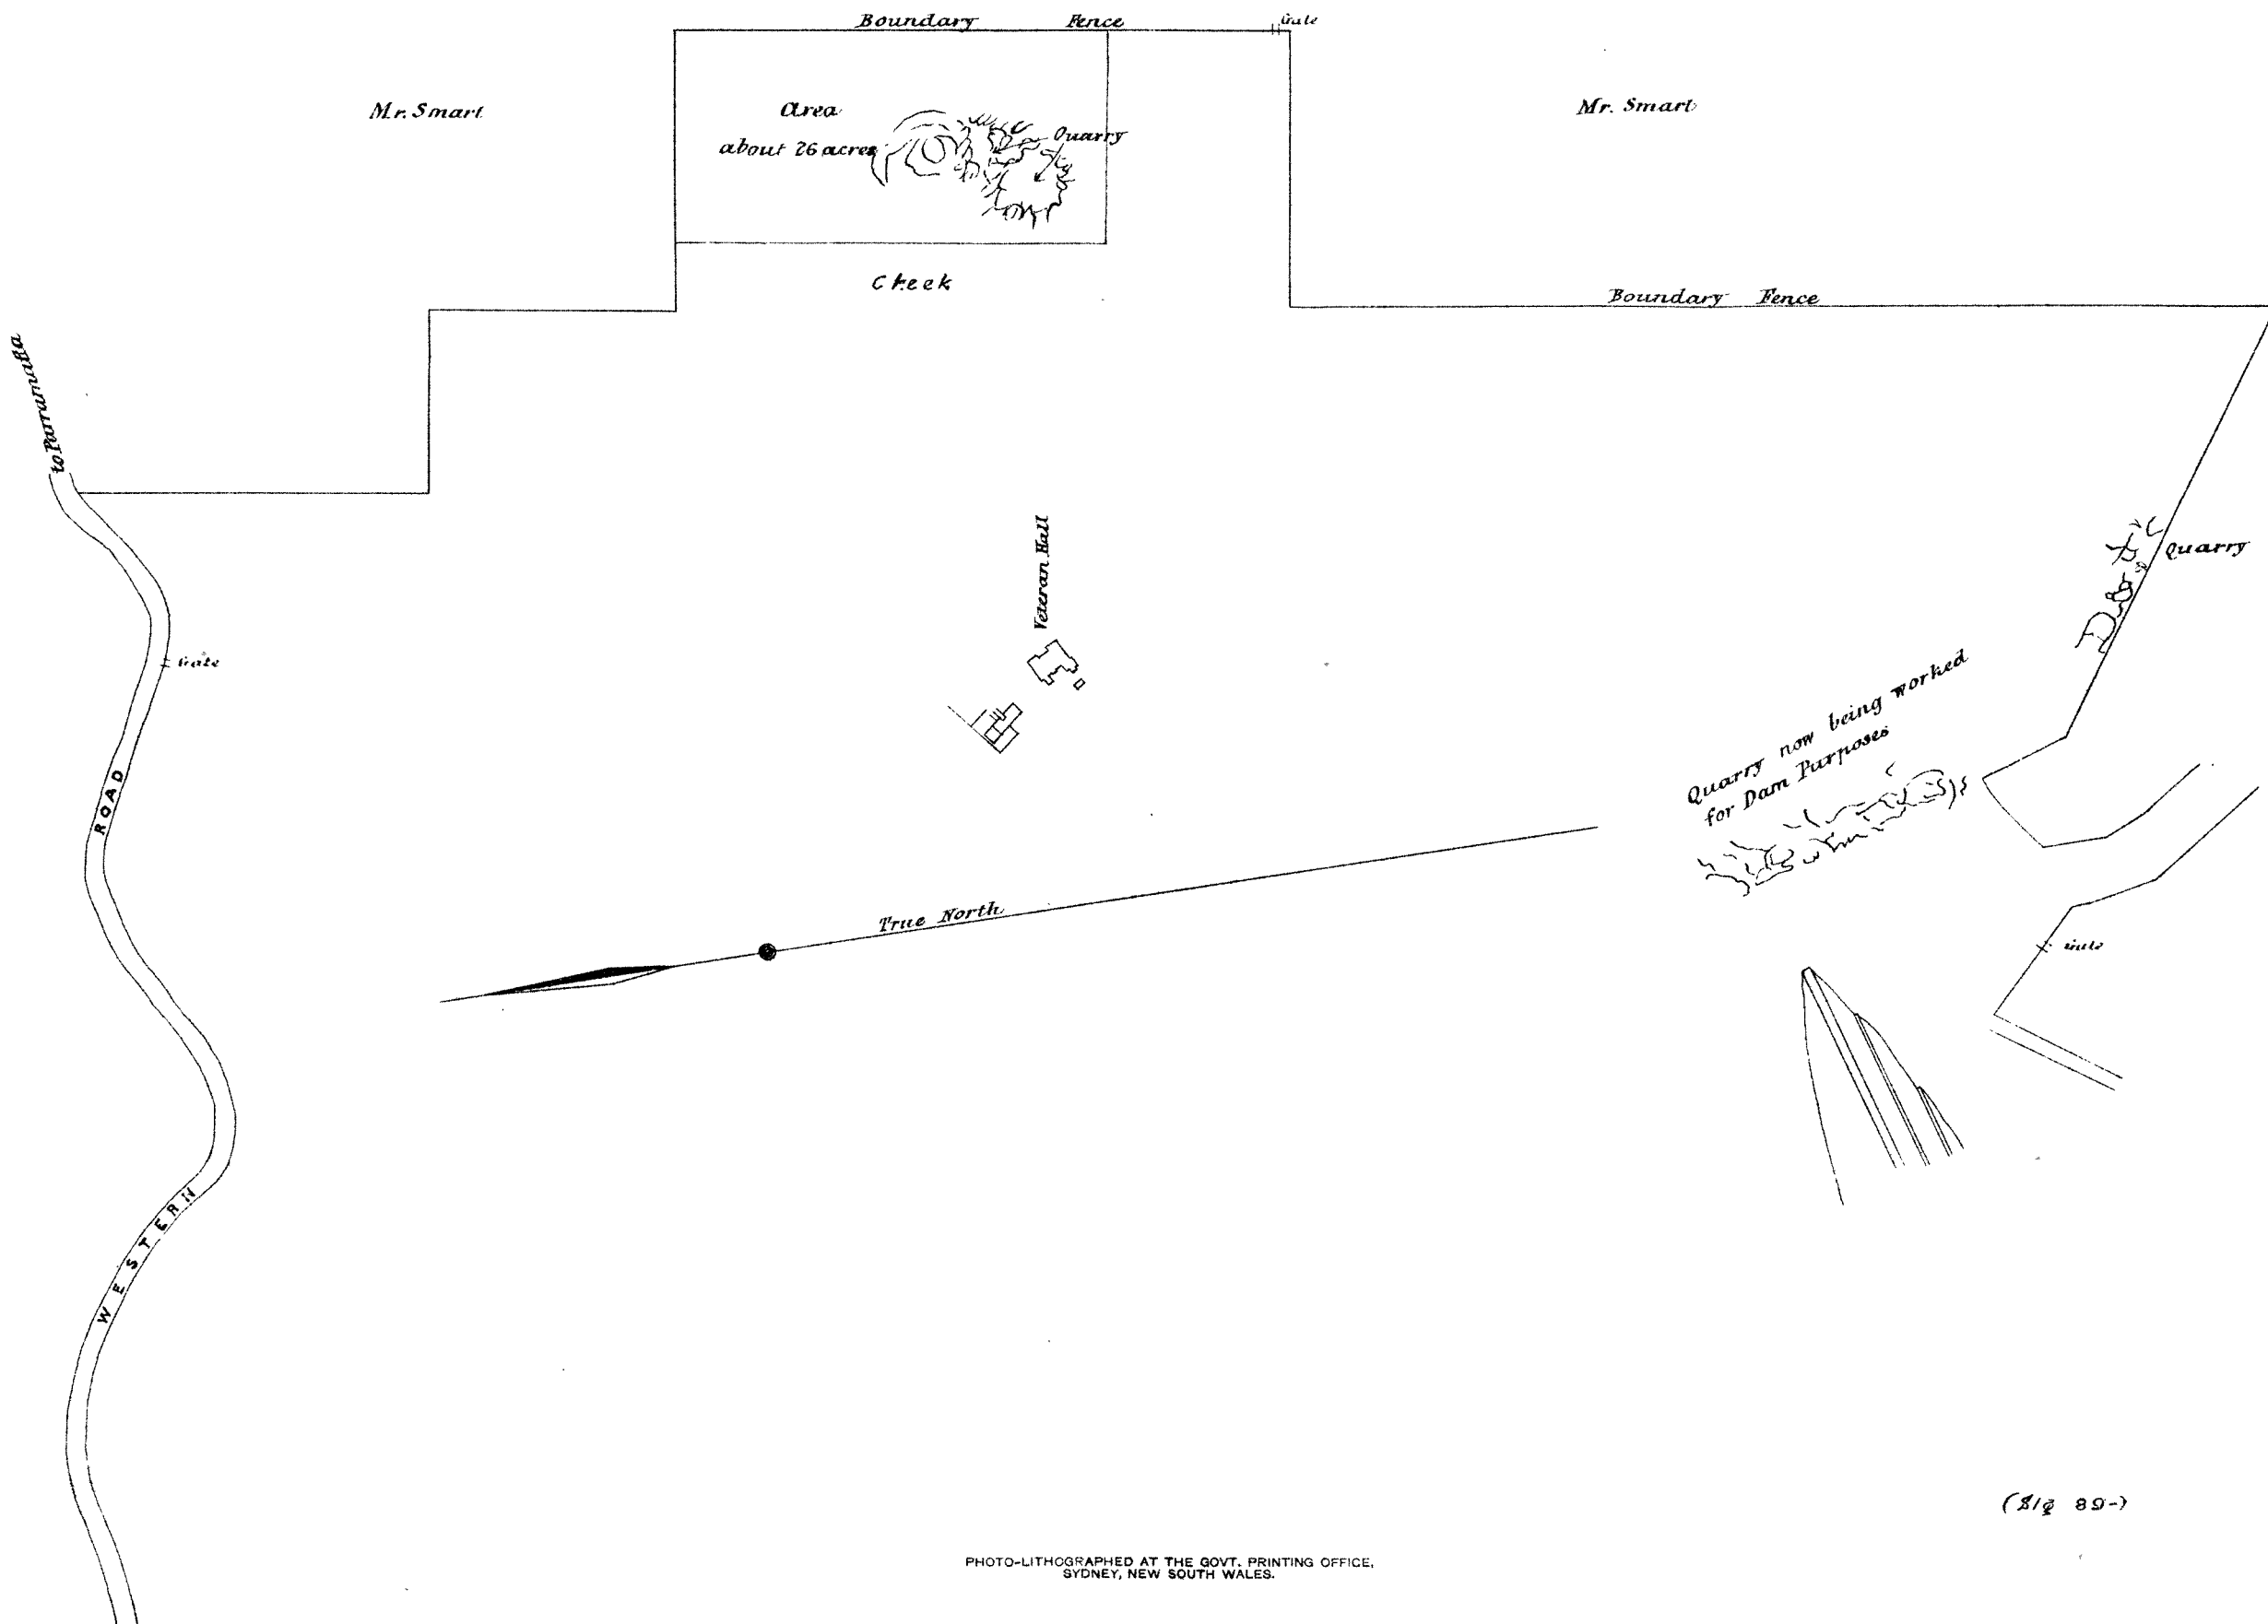 Boundary Fence
Gate
Mr. Smart
Area
about 26 acres
Quarry
Mr. Smart
Creek
Boundary Fence
to Parramatta
Veteran Hall
Quarry
Gate
Quarry now being worked
for Dam Purposes
ROAD
True North
Gate
WESTERN
89-)
PHOTO-LITHOGRAPHED AT THE GOVT. PRINTING OFFICE,
SYDNEY, NEW SOUTH WALES.